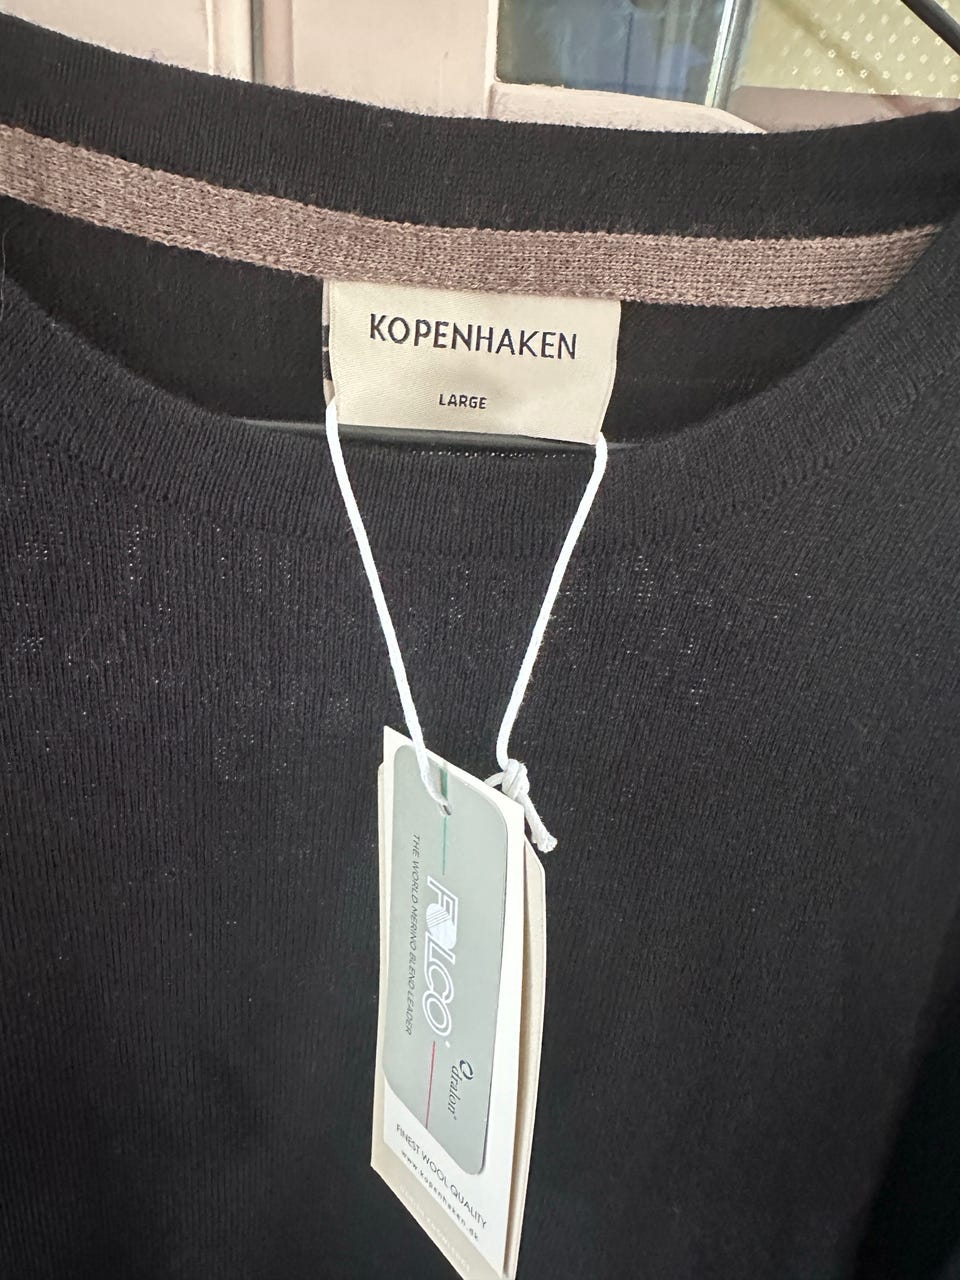 KOPENHAKEN
LARGE
FOLCO®
THE WORLD MERINO BLEND LEADER
dralon®
FINEST WOOL QUALITY
www.kopenhaken.dk